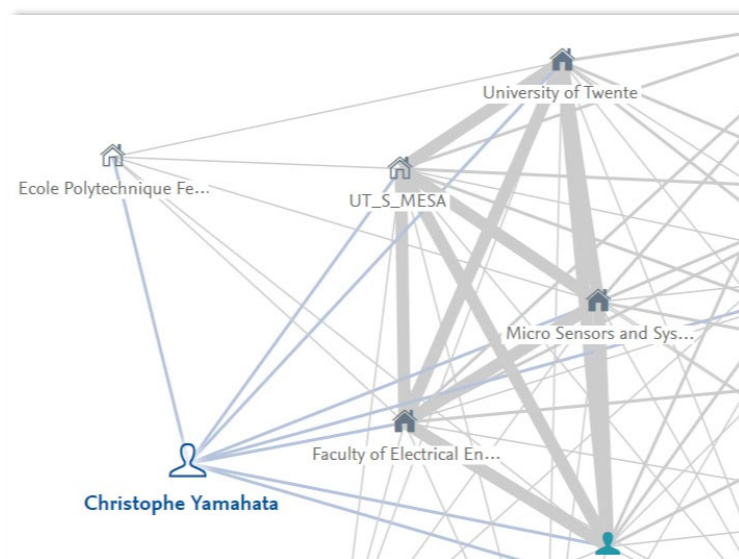 University of Twente
Ecole Polytechnique Fe...
UT_S_MESA
Micro Sensors and Sys...
Faculty of Electrical En...
Christophe Yamahata